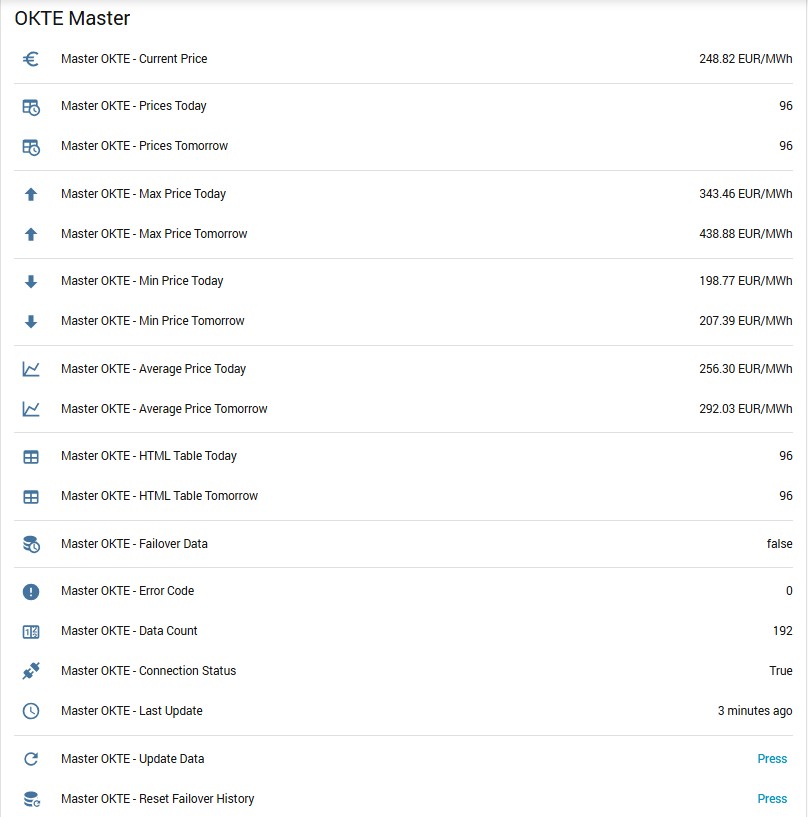 OKTE Master
Master OKTE - Current Price 248.82 EUR/MWh
Master OKTE - Prices Today 96
Master OKTE - Prices Tomorrow 96
Master OKTE - Max Price Today 343.46 EUR/MWh
Master OKTE - Max Price Tomorrow 438.88 EUR/MWh
Master OKTE - Min Price Today 198.77 EUR/MWh
Master OKTE - Min Price Tomorrow 207.39 EUR/MWh
Master OKTE - Average Price Today 256.30 EUR/MWh
Master OKTE - Average Price Tomorrow 292.03 EUR/MWh
Master OKTE - HTML Table Today 96
Master OKTE - HTML Table Tomorrow 96
Master OKTE - Failover Data false
Master OKTE - Error Code 0
Master OKTE - Data Count 192
Master OKTE - Connection Status True
Master OKTE - Last Update 3 minutes ago
Master OKTE - Update Data Press
Master OKTE - Reset Failover History Press